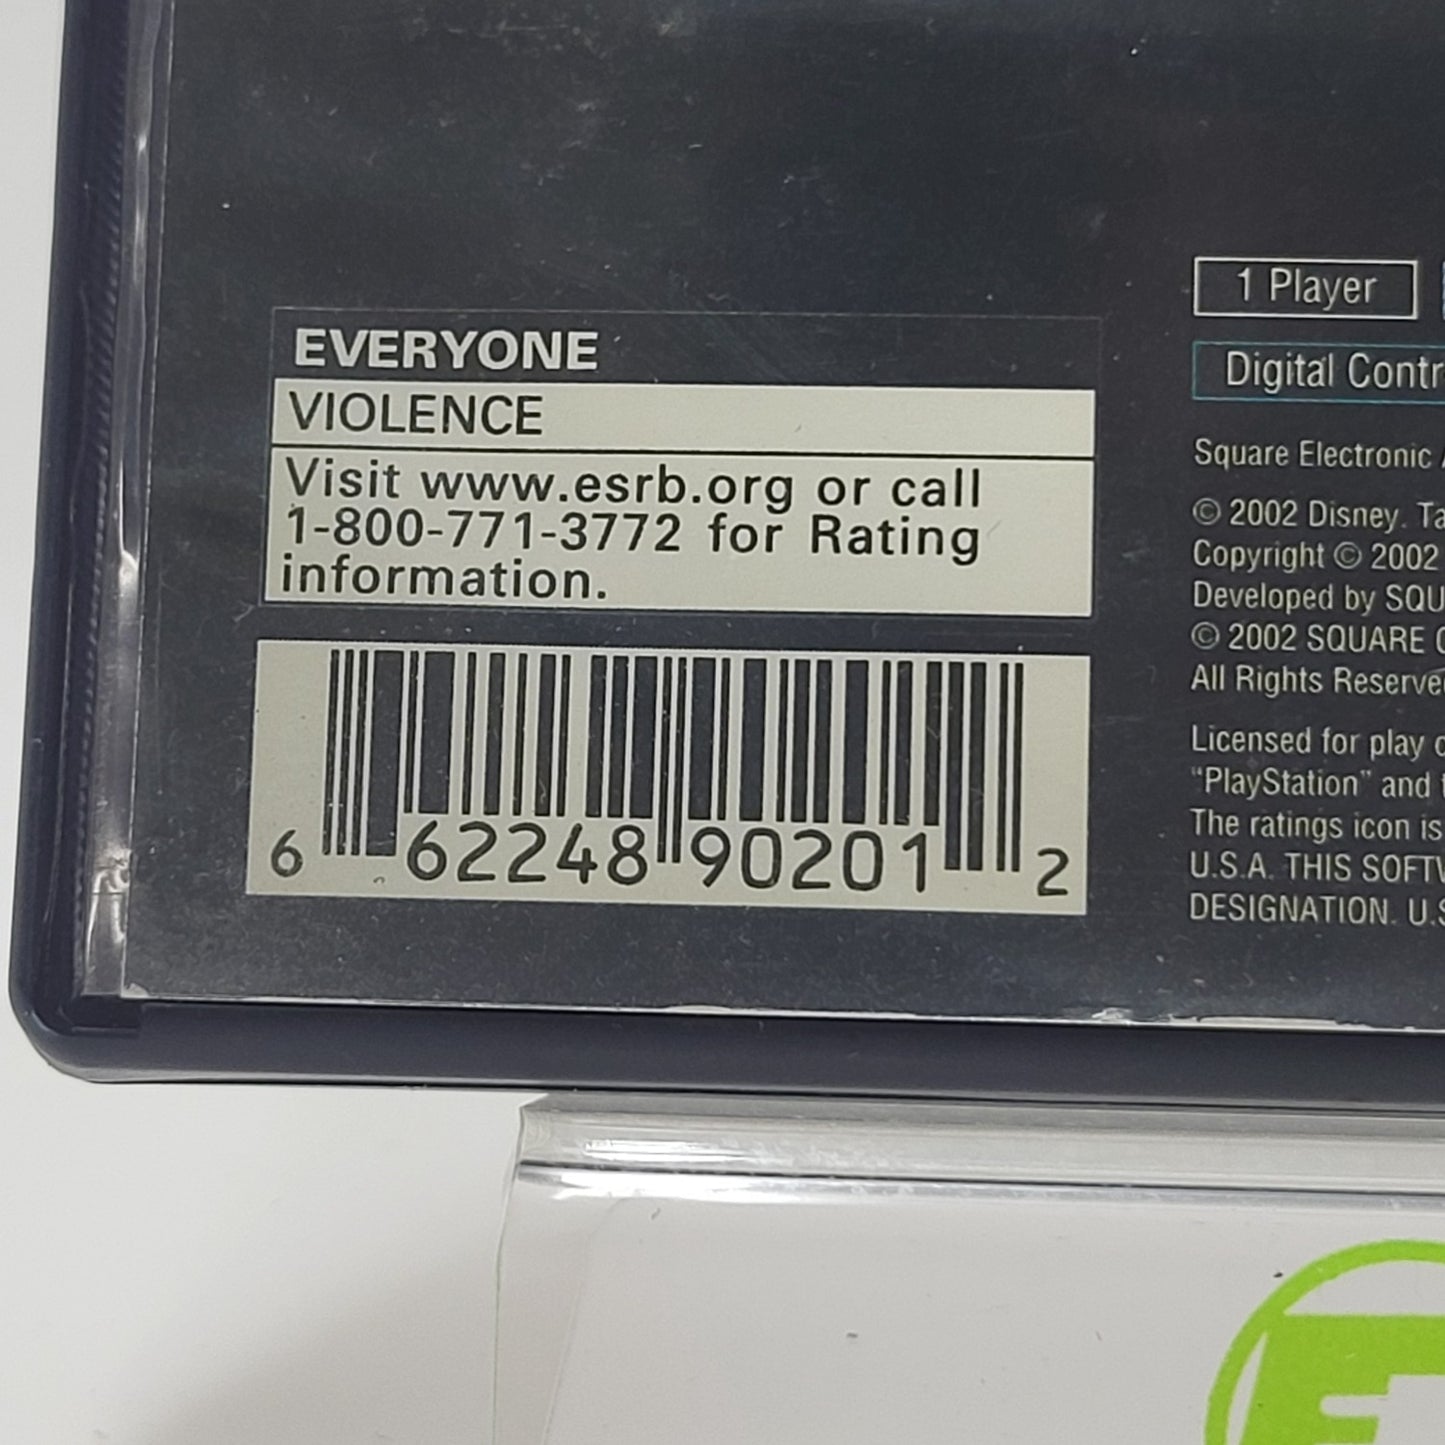 EVERYONE
VIOLENCE
Visit www.esrb.org or call
1-800-771-3772 for Rating
information.
6 62248 90201 2
1 Player
Digital Contr
Square Electronic
© 2002 Disney. Ta
Copyright © 2002
Developed by SQU
© 2002 SQUARE
All Rights Reserve
Licensed for play
"PlayStation" and
The ratings icon is
U.S.A. THIS SOFTW
DESIGNATION. U.S